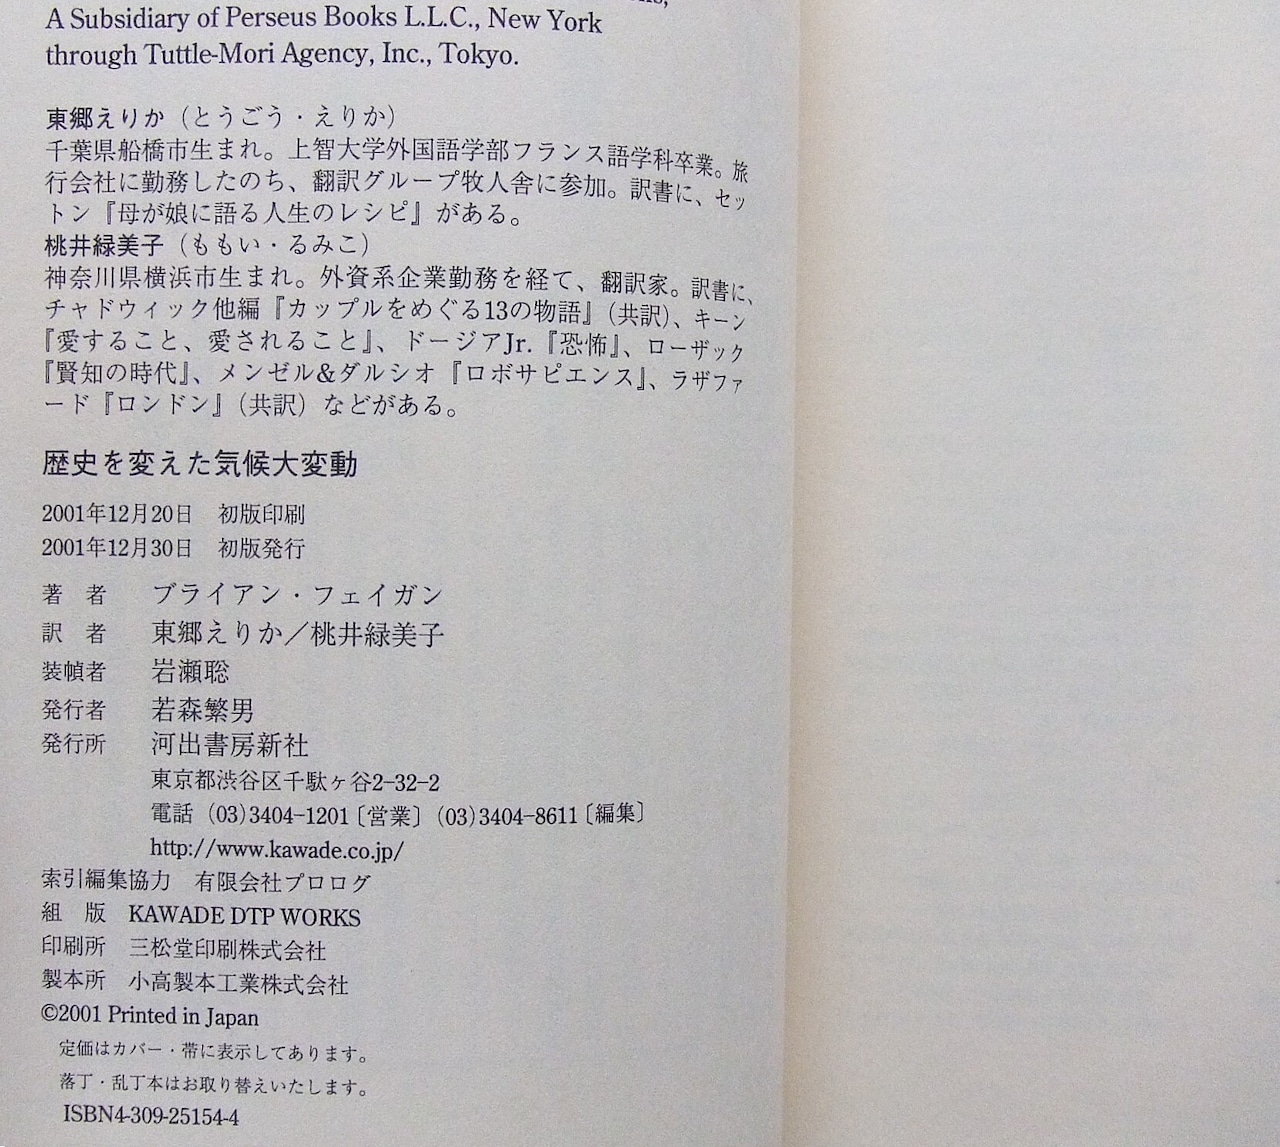 A Subsidiary of Perseus Books L.L.C., New York
through Tuttle-Mori Agency, Inc., Tokyo.
東郷えりか（とうごう・えりか）
千葉県船橋市生まれ。上智大学外国語学部フランス語学科卒業。旅
行会社に勤務したのち、翻訳グループ牧人舎に参加。訳書に、セッ
トン『母が娘に語る人生のレシピ』がある。
桃井緑美子（ももい・るみこ）
神奈川県横浜市生まれ。外資系企業勤務を経て、翻訳家。訳書に、
チャドウィック他編『カップルをめぐる13の物語』（共訳）、キーン
『愛すること、愛されること』、ドージアJr.『恐怖』、ローザック
『賢知の時代』、メンゼル&ダルシオ『ロボサピエンス』、ラザファ
ード『ロンドン』（共訳）などがある。
歴史を変えた気候大変動
2001年12月20日　初版印刷
2001年12月30日　初版発行
著　者　ブライアン・フェイガン
訳　者　東郷えりか／桃井緑美子
装幀者　岩瀬聡
発行者　若森繁男
発行所　河出書房新社
東京都渋谷区千駄ヶ谷2-32-2
電話（03）3404-1201〔営業〕（03）3404-8611〔編集〕
http://www.kawade.co.jp/
索引編集協力　有限会社プロログ
組　版　KAWADE DTP WORKS
印刷所　三松堂印刷株式会社
製本所　小高製本工業株式会社
©2001 Printed in Japan
定価はカバー・帯に表示してあります。
落丁・乱丁本はお取り替えいたします。
ISBN4-309-25154-4